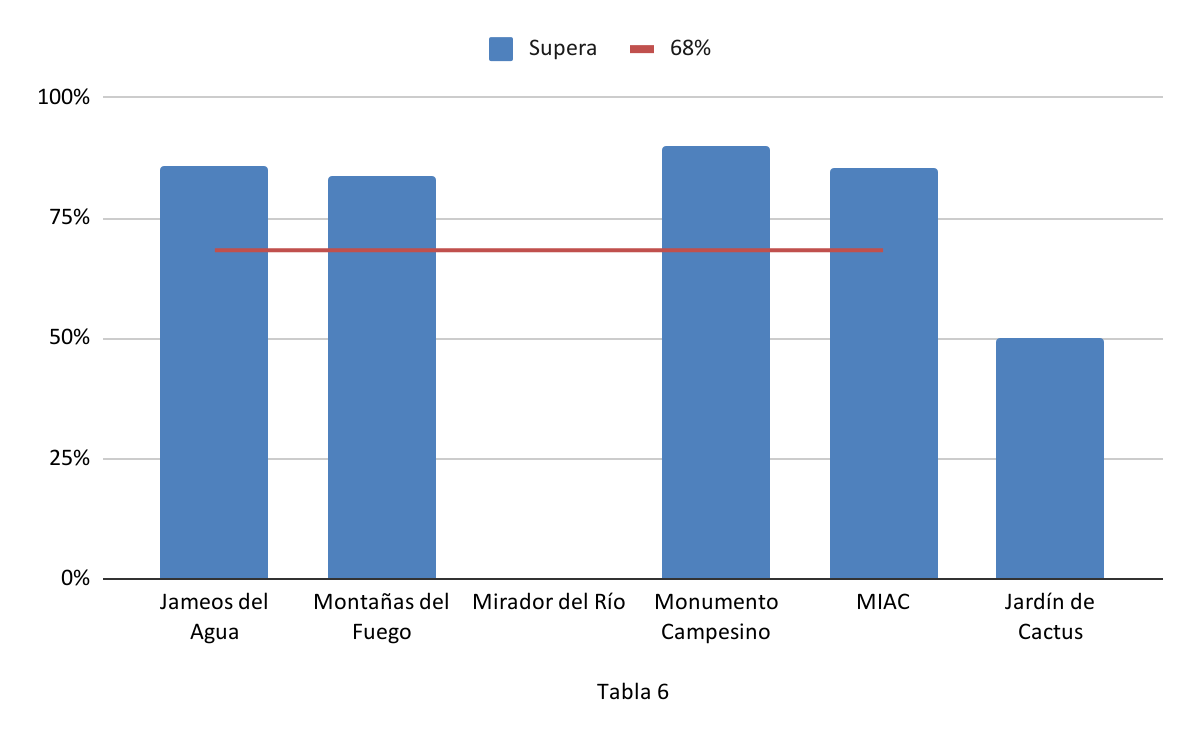 Supera 68%
100%
75%
50%
25%
0%
Jameos del Agua
Montañas del Fuego
Mirador del Río
Monumento Campesino
MIAC
Jardín de Cactus
Tabla 6